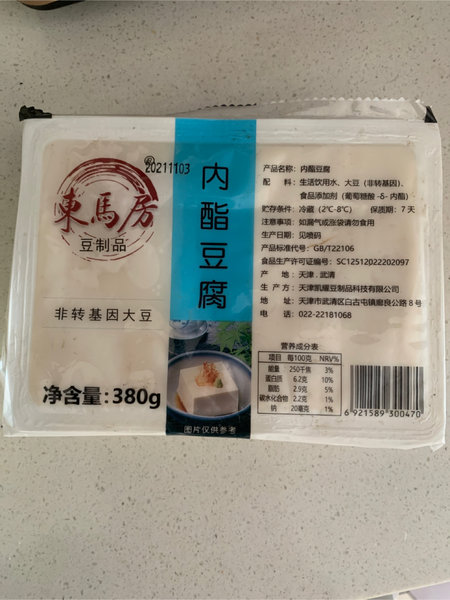 20211103
東馬房
豆制品
非转基因大豆
净含量:380g
内酯豆腐
图片仅供参考
产品名称: 内酯豆腐
配 料: 生活饮用水、大豆(非转基因)、
食品添加剂(葡萄糖酸-δ-内酯)
贮存条件: 冷藏(2℃-8℃) 保质期: 7天
注意事项: 如漏气或涨袋请勿食用
生产日期: 见喷码
产品标准代号: GB/T22106
食品生产许可证编号: SC12512022202097
产 地: 天津.武清
制 造 商: 天津凯耀豆制品科技有限公司
地 址: 天津市武清区白古屯镇廊良公路8号
电 话: 022-22181068
营养成分表
项目 每100克 NRV%
能量 250千焦 3%
蛋白质 6.2克 10%
脂肪 2.9克 5%
碳水化合物 2.2克 1%
钠 20毫克 1%
6 921589 300470